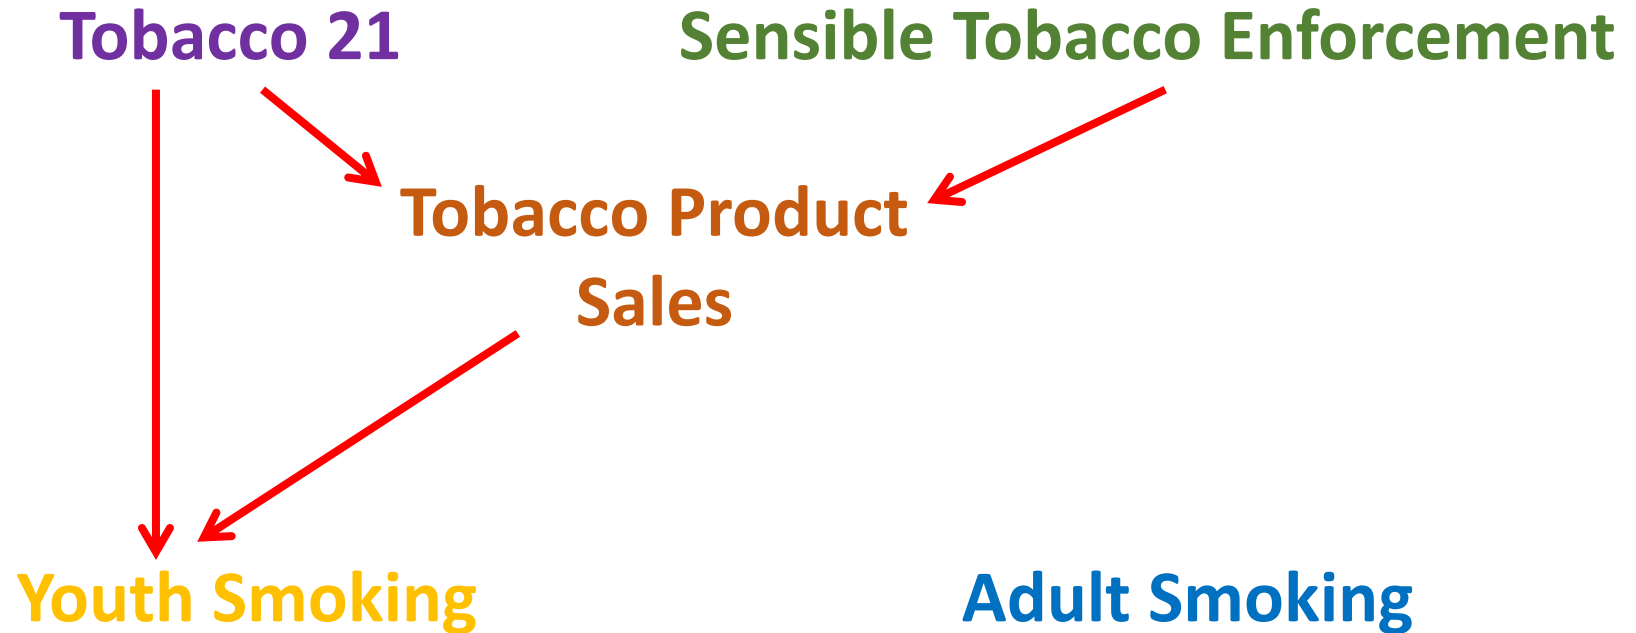 Tobacco 21
Sensible Tobacco Enforcement
Tobacco Product
Sales
Youth Smoking
Adult Smoking